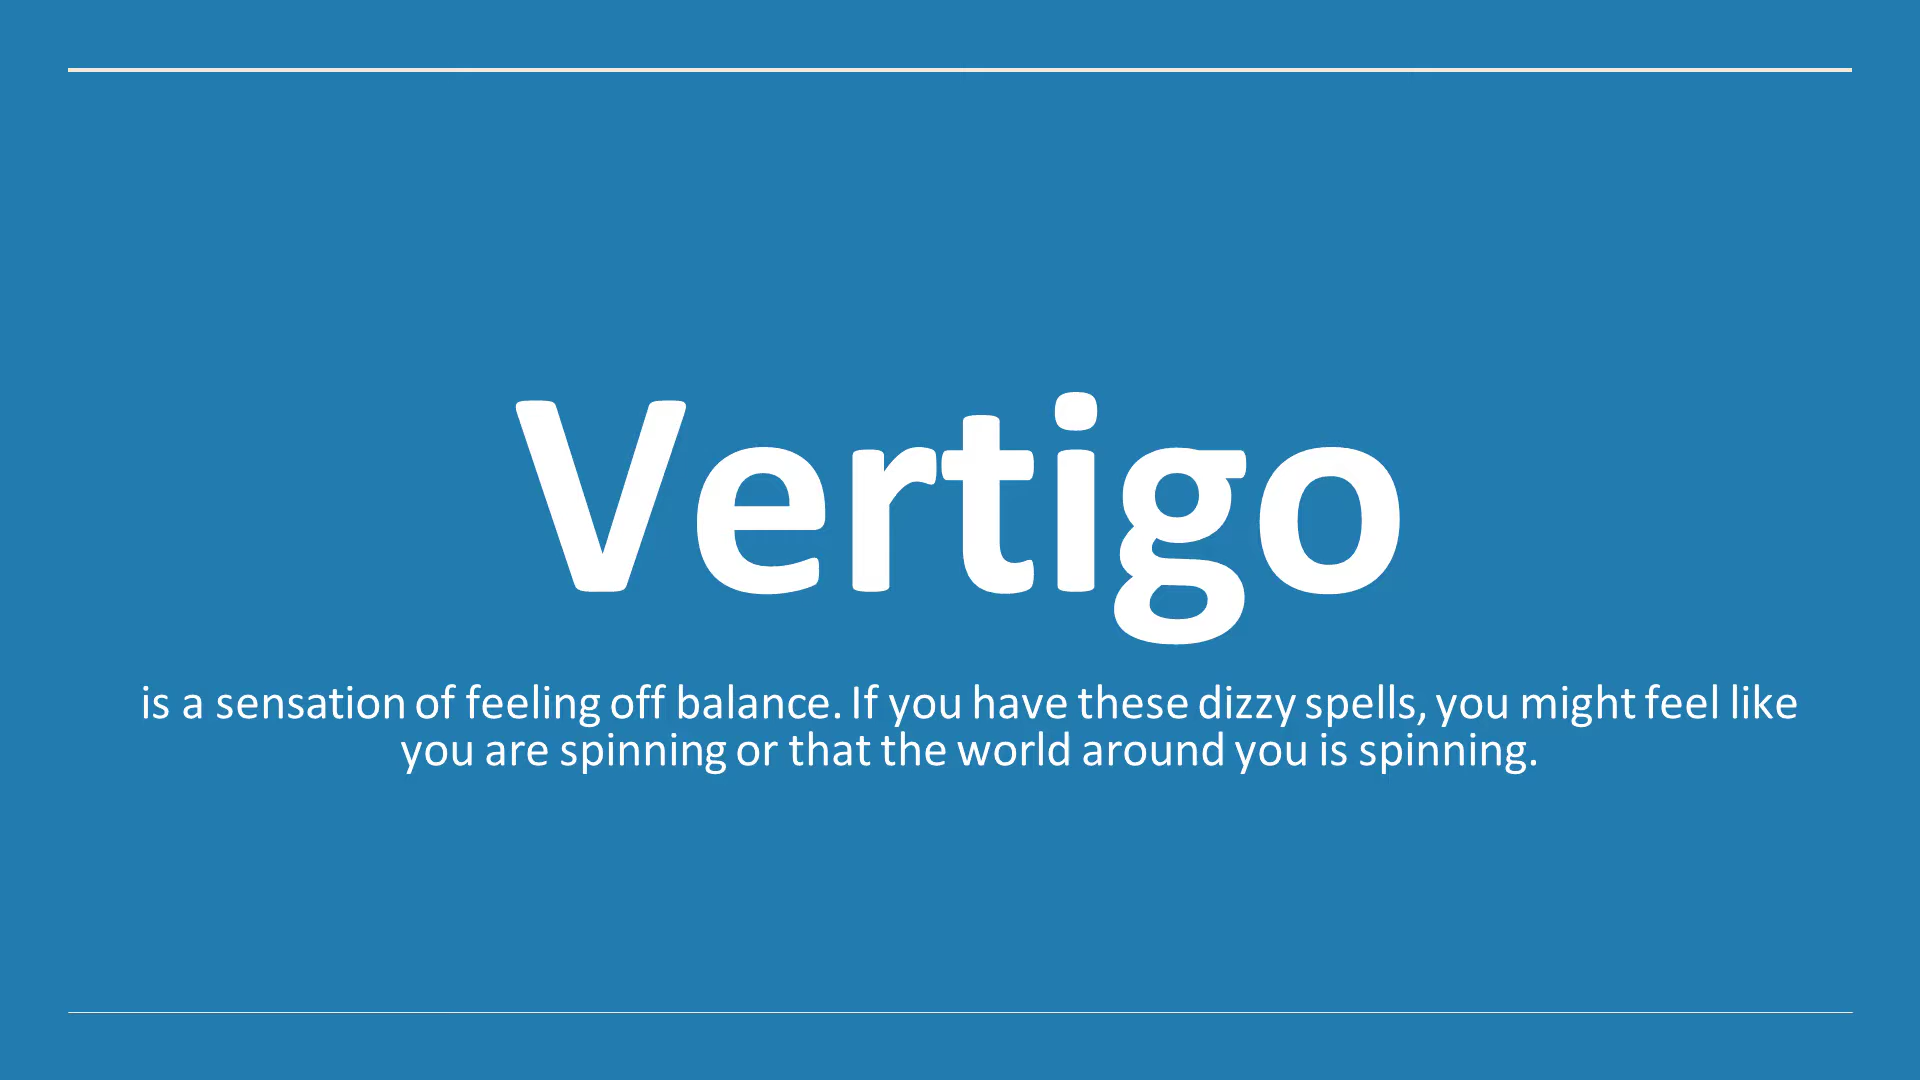 Vertigo
is a sensation of feeling off balance. If you have these dizzy spells, you might feel like
you are spinning or that the world around you is spinning.